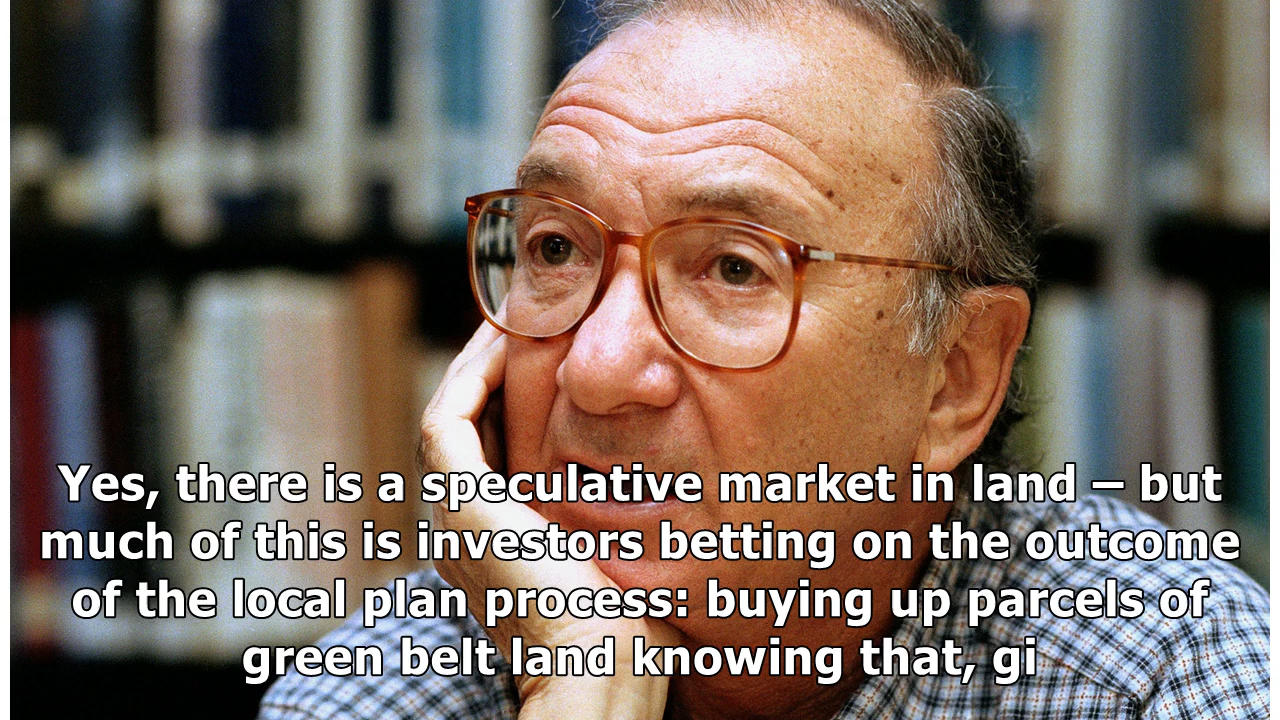 Yes, there is a speculative market in land – but
much of this is investors betting on the outcome
of the local plan process: buying up parcels of
green belt land knowing that, gi